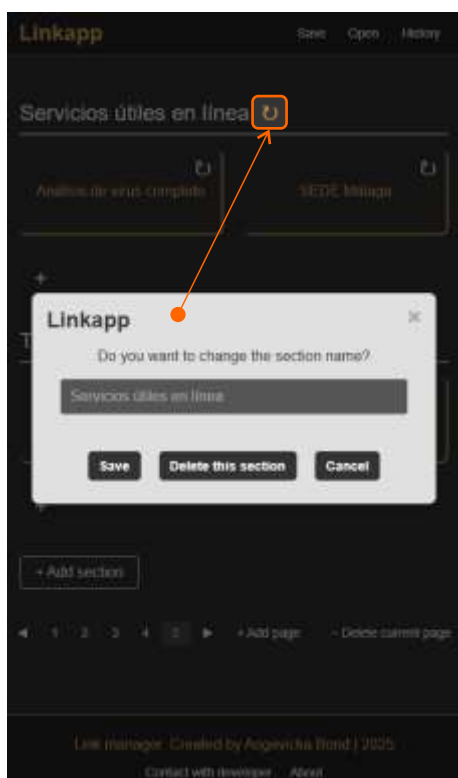 Linkapp
Save Open History
Servicios útiles en línea ↻
Análisis de virus completo ↻
SEDE Málaga ↻
+
T
Linkapp ×
Do you want to change the section name?
Servicios útiles en línea
Save Delete this section Cancel
+ Add section
◄ 1 2 3 4 5 ► + Add page - Delete current page
Link manager. Created by Angevicka Bond | 2025
Contact with developer About